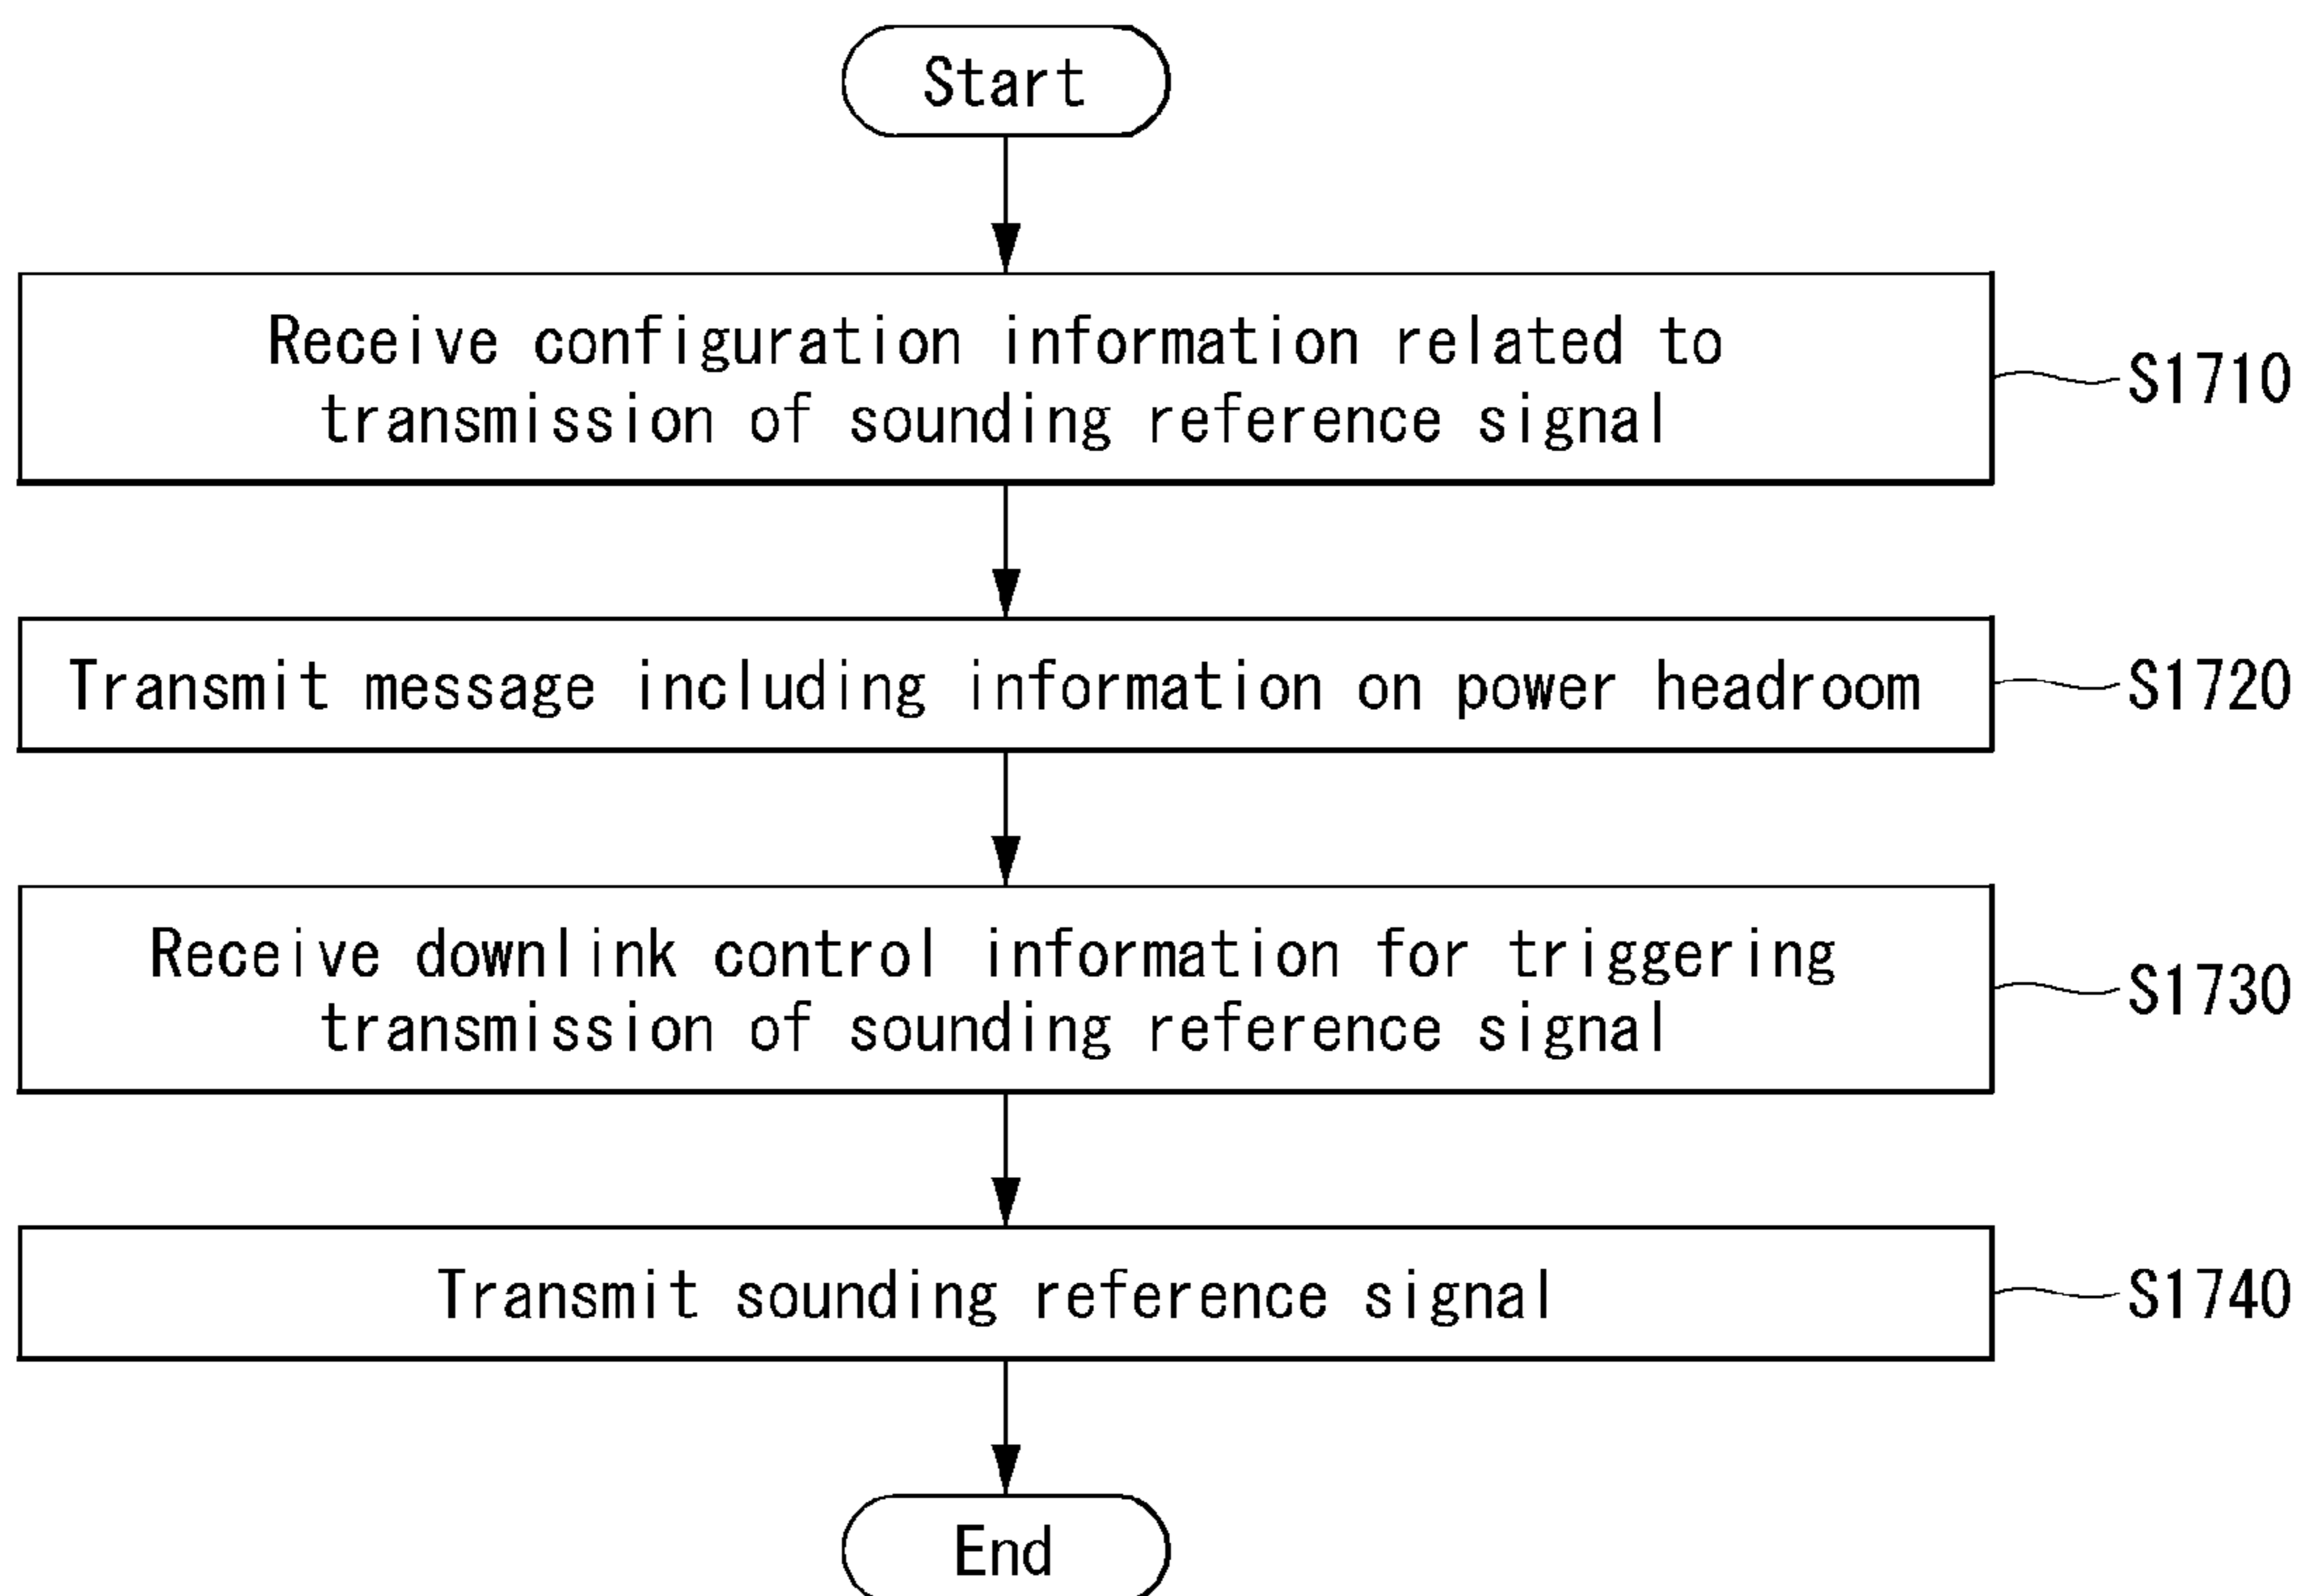 Start
Receive configuration information related to
transmission of sounding reference signal
S1710
Transmit message including information on power headroom
S1720
Receive downlink control information for triggering
transmission of sounding reference signal
S1730
Transmit sounding reference signal
S1740
End